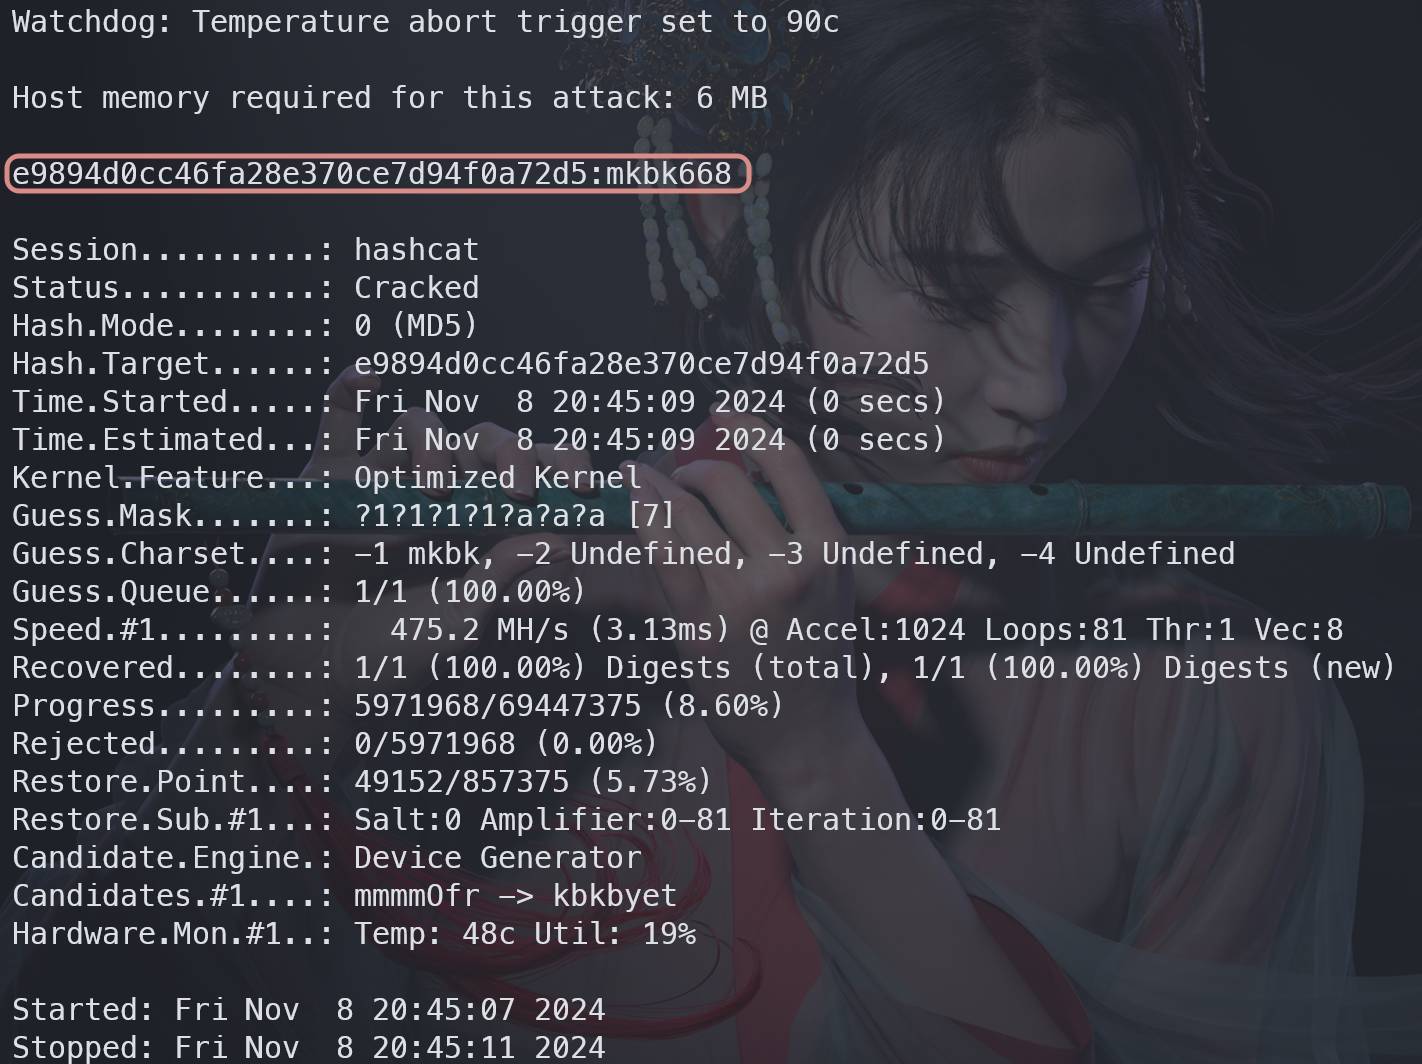 Watchdog: Temperature abort trigger set to 90c
Host memory required for this attack: 6 MB
e9894d0cc46fa28e370ce7d94f0a72d5:mkbk668
Session..........: hashcat
Status...........: Cracked
Hash.Mode........: 0 (MD5)
Hash.Target......: e9894d0cc46fa28e370ce7d94f0a72d5
Time.Started.....: Fri Nov  8 20:45:09 2024 (0 secs)
Time.Estimated...: Fri Nov  8 20:45:09 2024 (0 secs)
Kernel.Feature...: Optimized Kernel
Guess.Mask.......: ?1?1?1?1?a?a?a [7]
Guess.Charset....: -1 mkbk, -2 Undefined, -3 Undefined, -4 Undefined
Guess.Queue......: 1/1 (100.00%)
Speed.#1.........:   475.2 MH/s (3.13ms) @ Accel:1024 Loops:81 Thr:1 Vec:8
Recovered........: 1/1 (100.00%) Digests (total), 1/1 (100.00%) Digests (new)
Progress.........: 5971968/69447375 (8.60%)
Rejected.........: 0/5971968 (0.00%)
Restore.Point....: 49152/857375 (5.73%)
Restore.Sub.#1...: Salt:0 Amplifier:0-81 Iteration:0-81
Candidate.Engine.: Device Generator
Candidates.#1....: mmmmOfr -> kbkbyet
Hardware.Mon.#1..: Temp: 48c Util: 19%
Started: Fri Nov  8 20:45:07 2024
Stopped: Fri Nov  8 20:45:11 2024